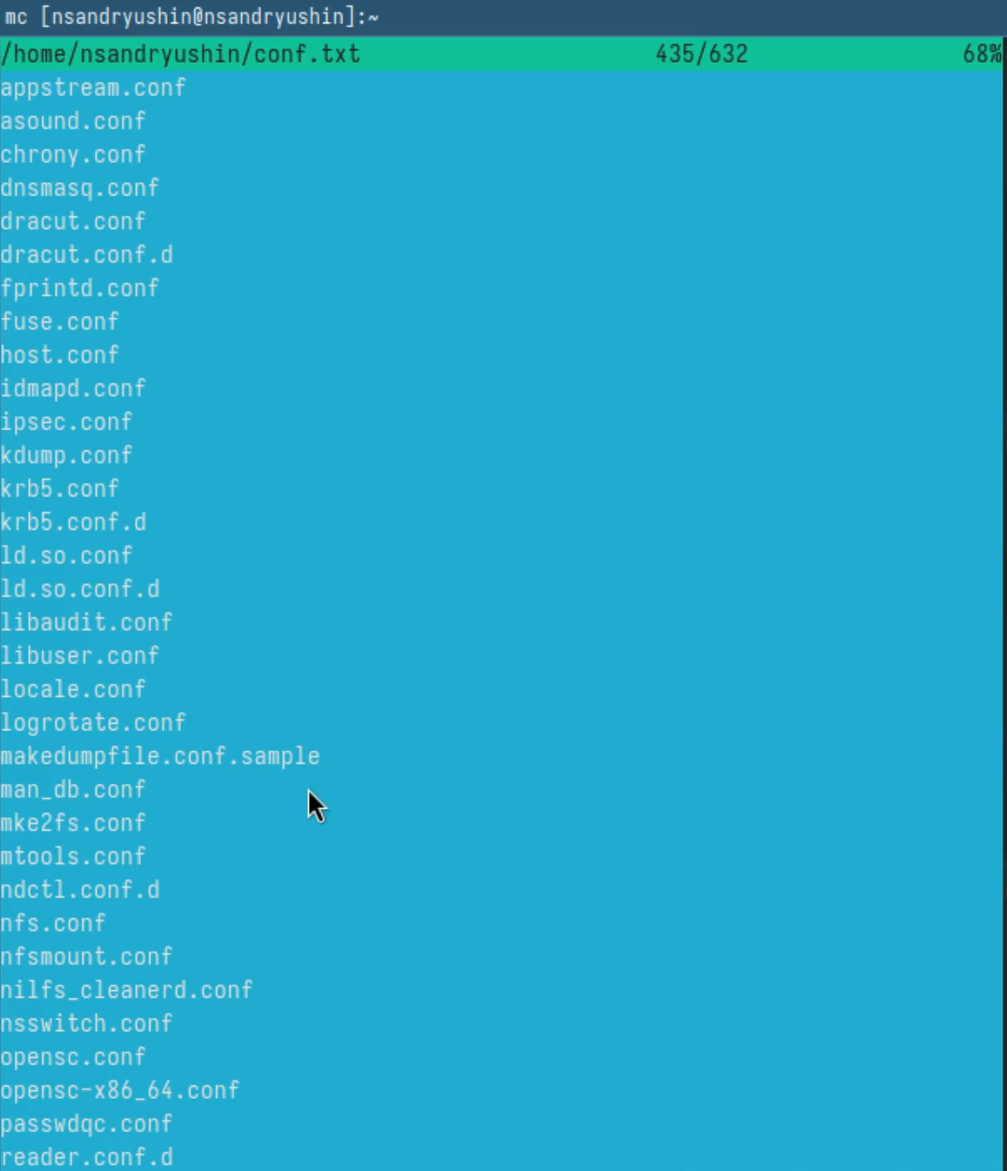 mc [nsandryushin@nsandryushin]:~
/home/nsandryushin/conf.txt 435/632 68%
appstream.conf
asound.conf
chrony.conf
dnsmasq.conf
dracut.conf
dracut.conf.d
fprintd.conf
fuse.conf
host.conf
idmapd.conf
ipsec.conf
kdump.conf
krb5.conf
krb5.conf.d
ld.so.conf
ld.so.conf.d
libaudit.conf
libuser.conf
locale.conf
logrotate.conf
makedumpfile.conf.sample
man_db.conf
mke2fs.conf
mtools.conf
ndctl.conf.d
nfs.conf
nfsmount.conf
nilfs_cleanerd.conf
nsswitch.conf
opensc.conf
opensc-x86_64.conf
passwdqc.conf
reader.conf.d